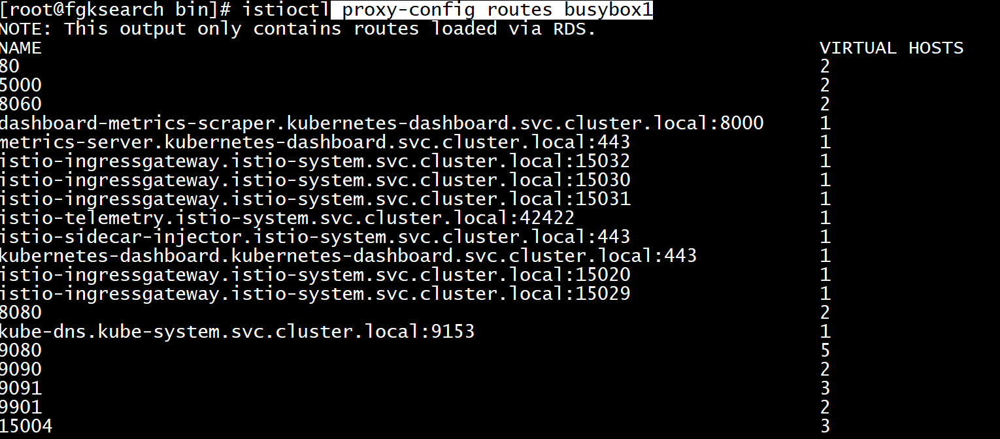 [root@fgksearch bin]# istioctl proxy-config routes busybox1
NOTE: This output only contains routes loaded via RDS.
NAME VIRTUAL HOSTS
80 2
5000 2
8060 2
dashboard-metrics-scraper.kubernetes-dashboard.svc.cluster.local:8000 1
metrics-server.kubernetes-dashboard.svc.cluster.local:443 1
istio-ingressgateway.istio-system.svc.cluster.local:15032 1
istio-ingressgateway.istio-system.svc.cluster.local:15030 1
istio-ingressgateway.istio-system.svc.cluster.local:15031 1
istio-telemetry.istio-system.svc.cluster.local:42422 1
istio-sidecar-injector.istio-system.svc.cluster.local:443 1
kubernetes-dashboard.kubernetes-dashboard.svc.cluster.local:443 1
istio-ingressgateway.istio-system.svc.cluster.local:15020 1
istio-ingressgateway.istio-system.svc.cluster.local:15029 1
8080 2
kube-dns.kube-system.svc.cluster.local:9153 1
9080 5
9090 2
9091 3
9901 2
15004 3